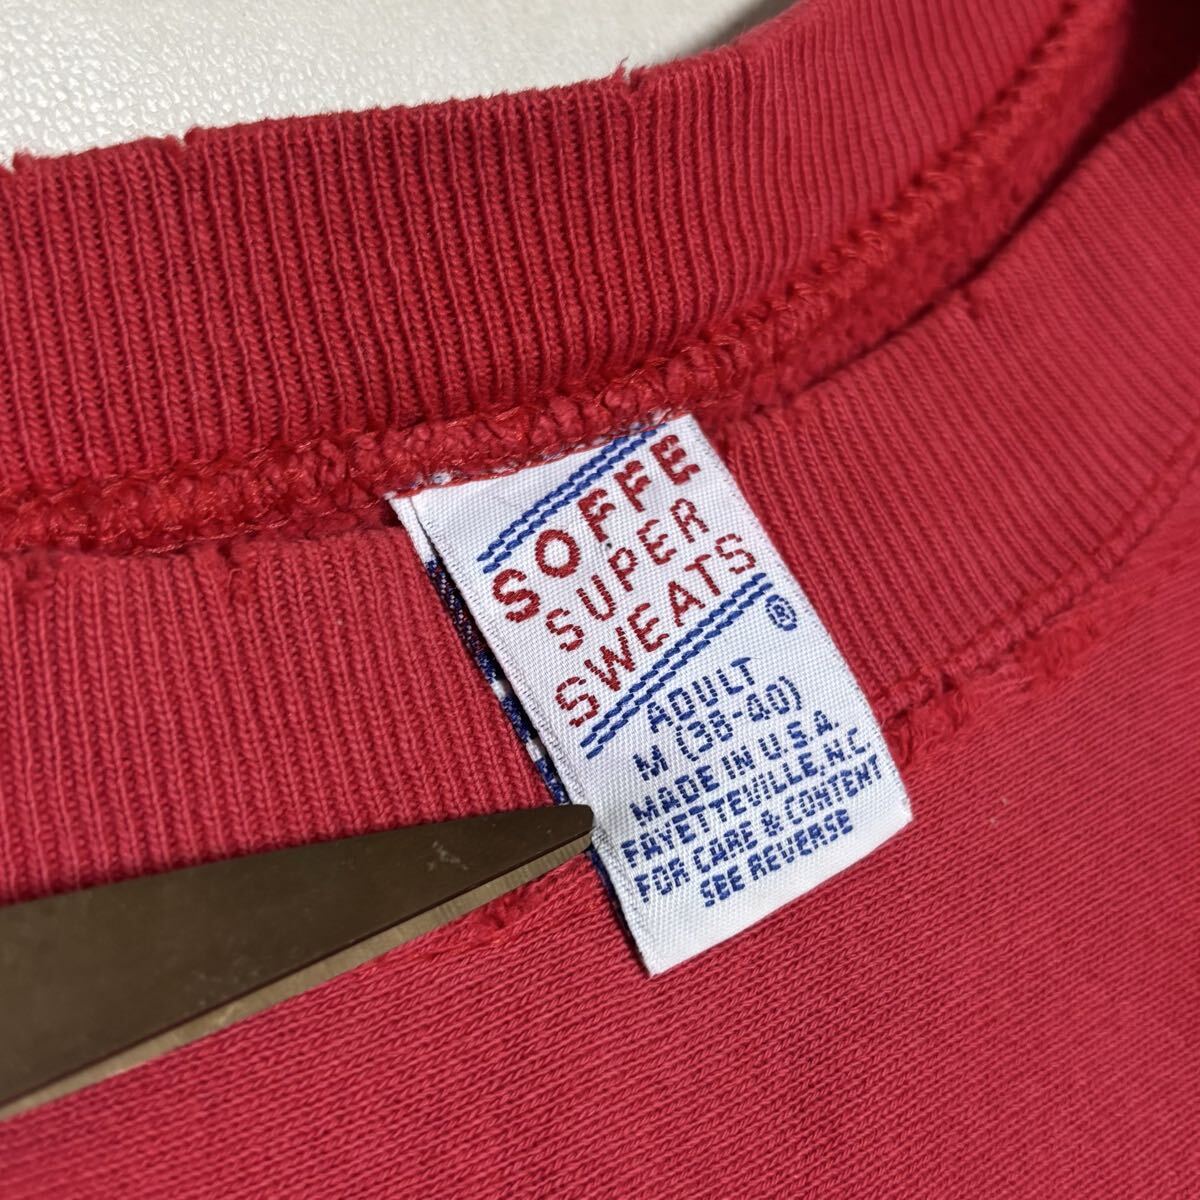 SOFFE
SUPER
SWEATS
®
ADULT
M (38-40)
MADE IN U.S.A.
FAYETTEVILLE, N.C.
FOR CARE & CONTENT
SEE REVERSE